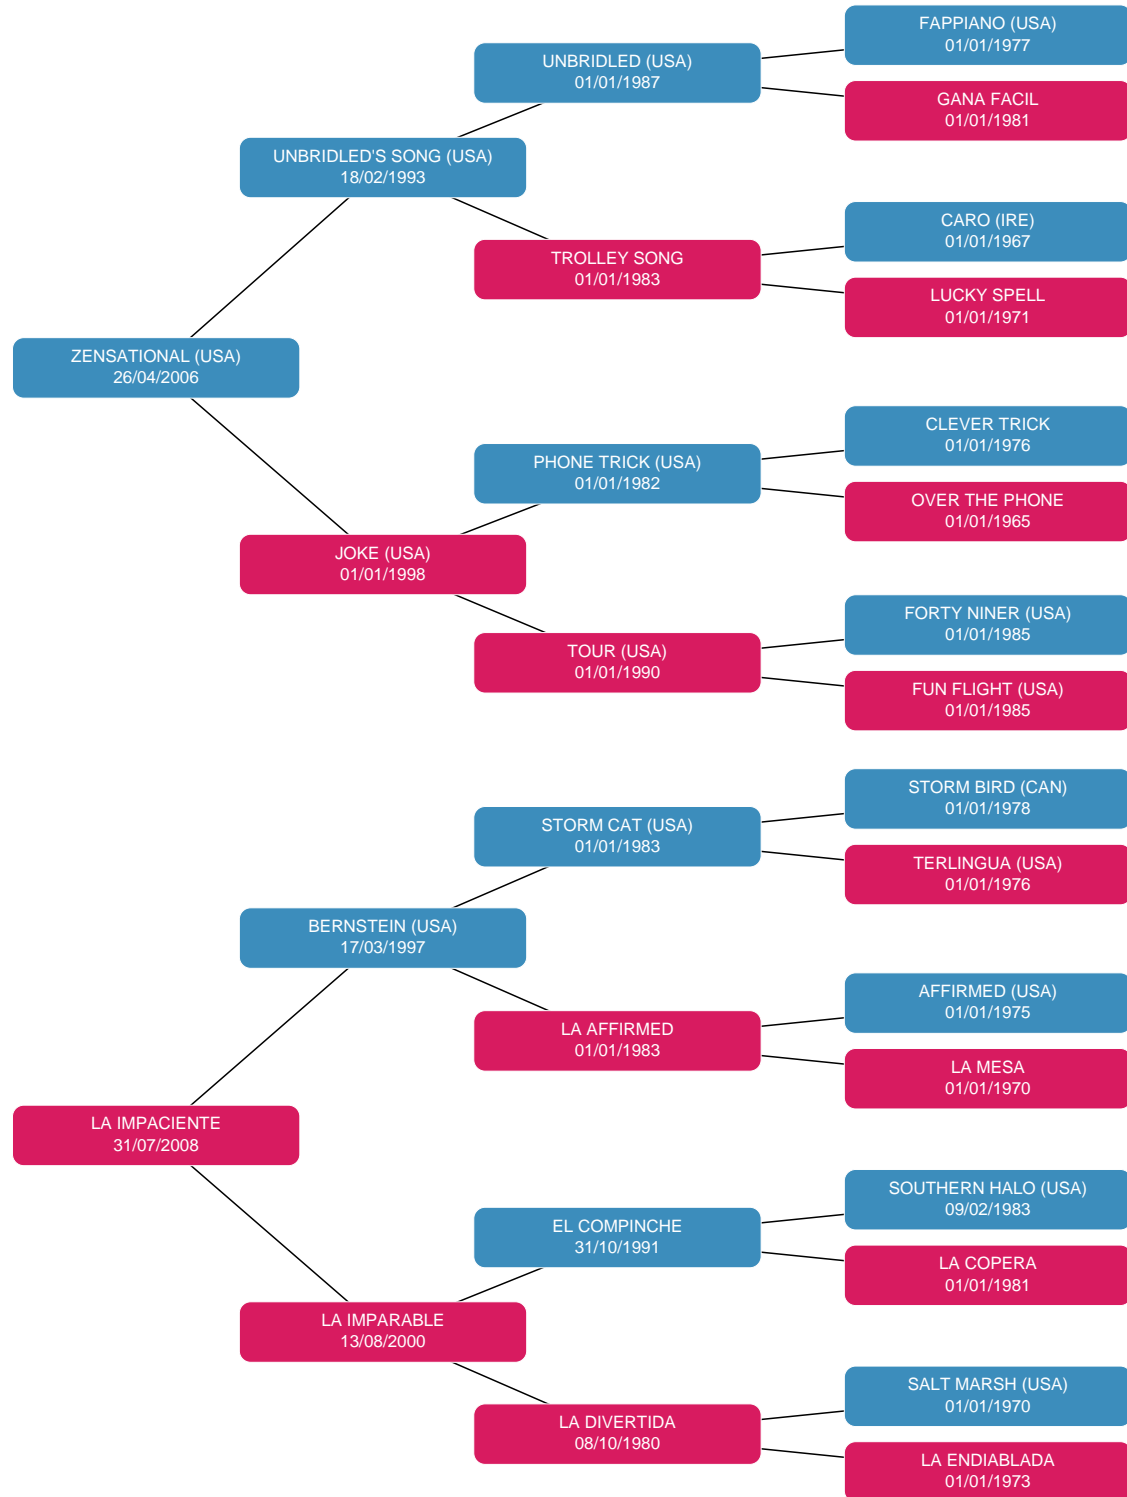 FAPPIANO (USA)
01/01/1977
UNBRIDLED (USA)
01/01/1987
GANA FACIL
01/01/1981
UNBRIDLED'S SONG (USA)
18/02/1993
CARO (IRE)
01/01/1967
TROLLEY SONG
01/01/1983
LUCKY SPELL
01/01/1971
ZENSATIONAL (USA)
26/04/2006
CLEVER TRICK
01/01/1976
PHONE TRICK (USA)
01/01/1982
OVER THE PHONE
01/01/1965
JOKE (USA)
01/01/1998
FORTY NINER (USA)
01/01/1985
TOUR (USA)
01/01/1990
FUN FLIGHT (USA)
01/01/1985
STORM BIRD (CAN)
01/01/1978
STORM CAT (USA)
01/01/1983
TERLINGUA (USA)
01/01/1976
BERNSTEIN (USA)
17/03/1997
AFFIRMED (USA)
01/01/1975
LA AFFIRMED
01/01/1983
LA MESA
01/01/1970
LA IMPACIENTE
31/07/2008
SOUTHERN HALO (USA)
09/02/1983
EL COMPINCHE
31/10/1991
LA COPERA
01/01/1981
LA IMPARABLE
13/08/2000
SALT MARSH (USA)
01/01/1970
LA DIVERTIDA
08/10/1980
LA ENDIABLADA
01/01/1973